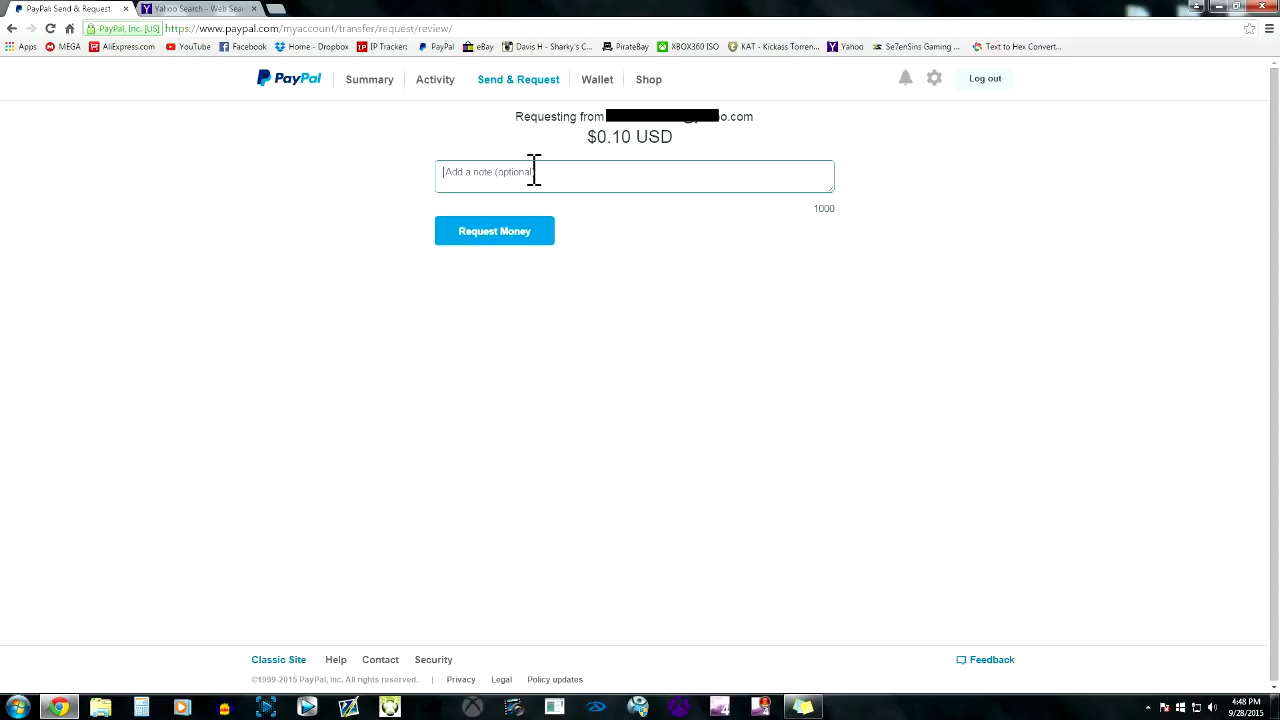 PayPal: Send & Request
Yahoo Search - Web Sear
PayPal, Inc. [US]
https://www.paypal.com/myaccount/transfer/request/review/
Apps
MEGA
AliExpress.com
YouTube
Facebook
Home - Dropbox
IP Tracker:
PayPal
eBay
Davis H - Sharky's C...
PirateBay
XBOX360 ISO
KAT - Kickass Torren...
Yahoo
Se7enSins Gaming ...
Text to Hex Convert...
PayPal
Summary
Activity
Send & Request
Wallet
Shop
Log out
Requesting from o.com
$0.10 USD
Add a note (optional)
1000
Request Money
Classic Site
Help
Contact
Security
Feedback
©1999-2015 PayPal, Inc. All rights reserved.
|
Privacy
Legal
Policy updates
4:48 PM
9/28/2015